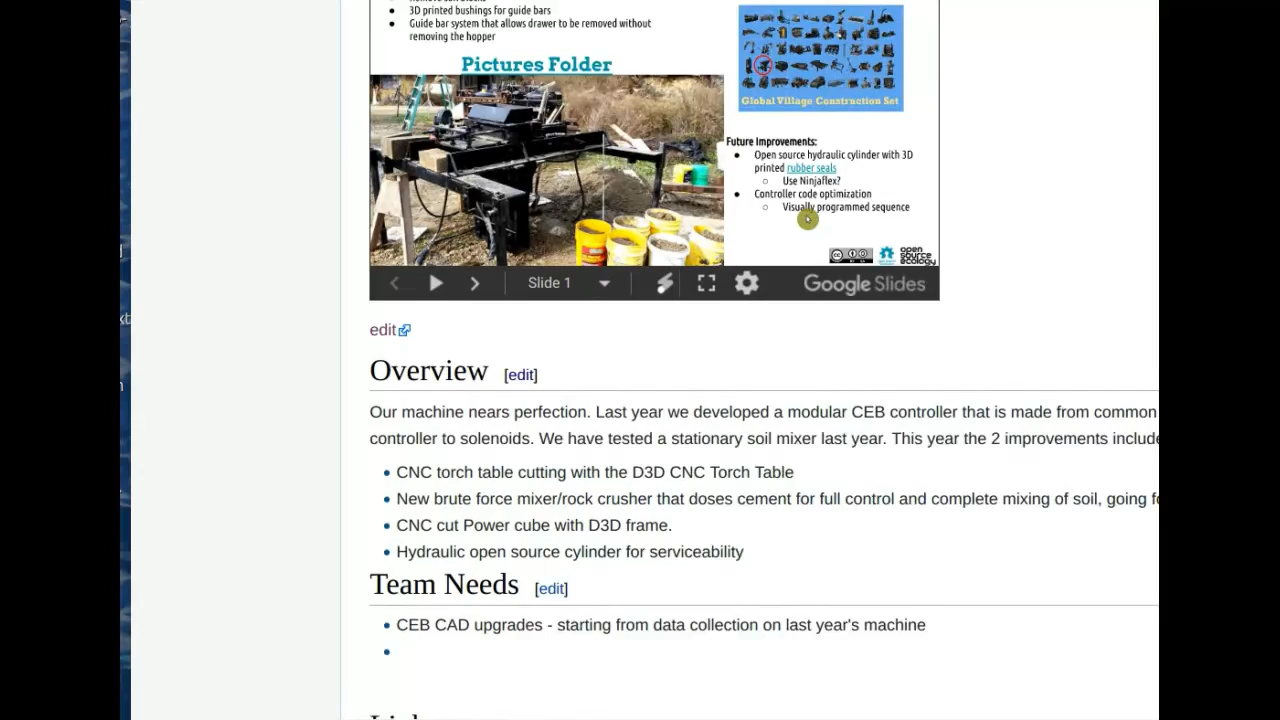 3D printed bushings for guide bars
Guide bar system that allows drawer to be removed without
removing the hopper
Pictures Folder
Global Village Construction Set
Future Improvements:
Open source hydraulic cylinder with 3D
printed rubber seals
Use Ninjaflex?
Controller code optimization
Visually programmed sequence
open
source
ecology
Slide 1
Google Slides
edit
Overview [edit]
Our machine nears perfection. Last year we developed a modular CEB controller that is made from common
controller to solenoids. We have tested a stationary soil mixer last year. This year the 2 improvements include
CNC torch table cutting with the D3D CNC Torch Table
New brute force mixer/rock crusher that doses cement for full control and complete mixing of soil, going
CNC cut Power cube with D3D frame.
Hydraulic open source cylinder for serviceability
Team Needs [edit]
CEB CAD upgrades - starting from data collection on last year's machine